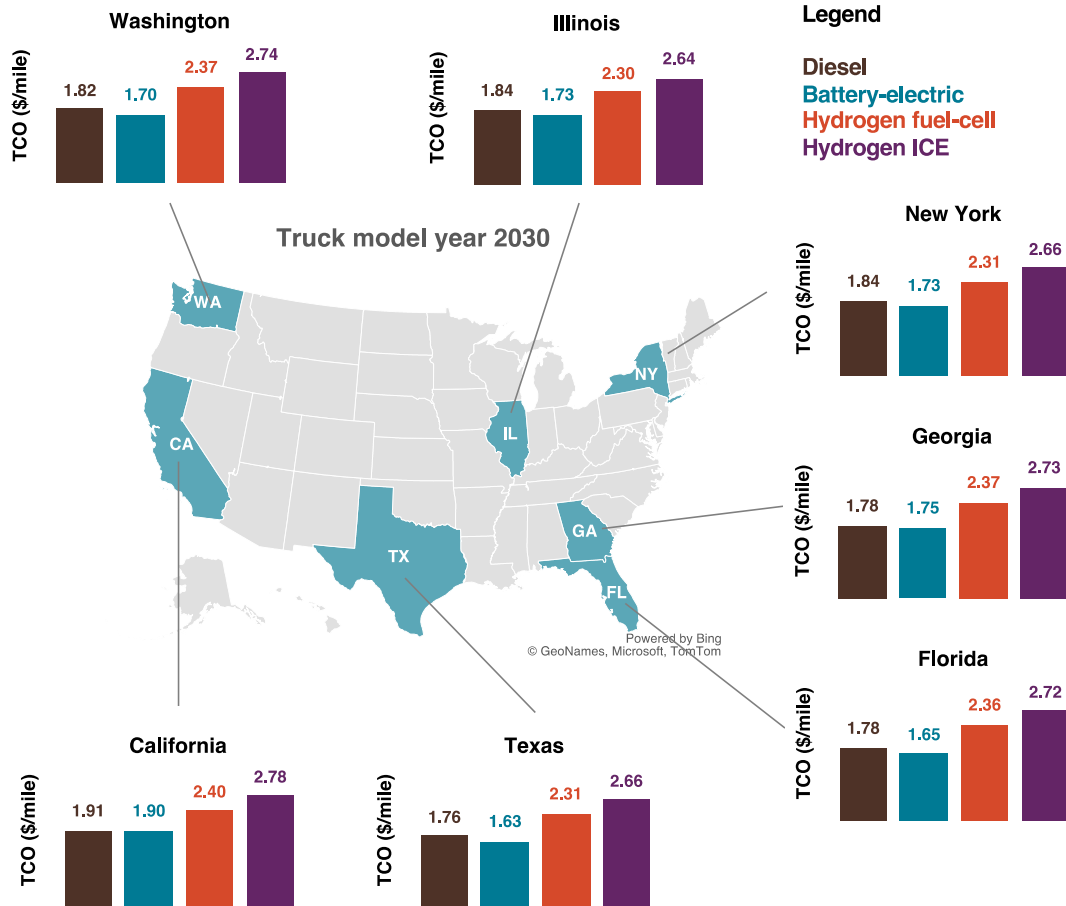 Washington
TCO ($/mile)
1.82
1.70
2.37
2.74
Illinois
TCO ($/mile)
1.84
1.73
2.30
2.64
Legend
Diesel
Battery-electric
Hydrogen fuel-cell
Hydrogen ICE
Truck model year 2030
New York
TCO ($/mile)
1.84
1.73
2.31
2.66
WA
CA
TX
IL
NY
GA
FL
Powered by Bing
© GeoNames, Microsoft, TomTom
Georgia
TCO ($/mile)
1.78
1.75
2.37
2.73
Florida
TCO ($/mile)
1.78
1.65
2.36
2.72
California
TCO ($/mile)
1.91
1.90
2.40
2.78
Texas
TCO ($/mile)
1.76
1.63
2.31
2.66